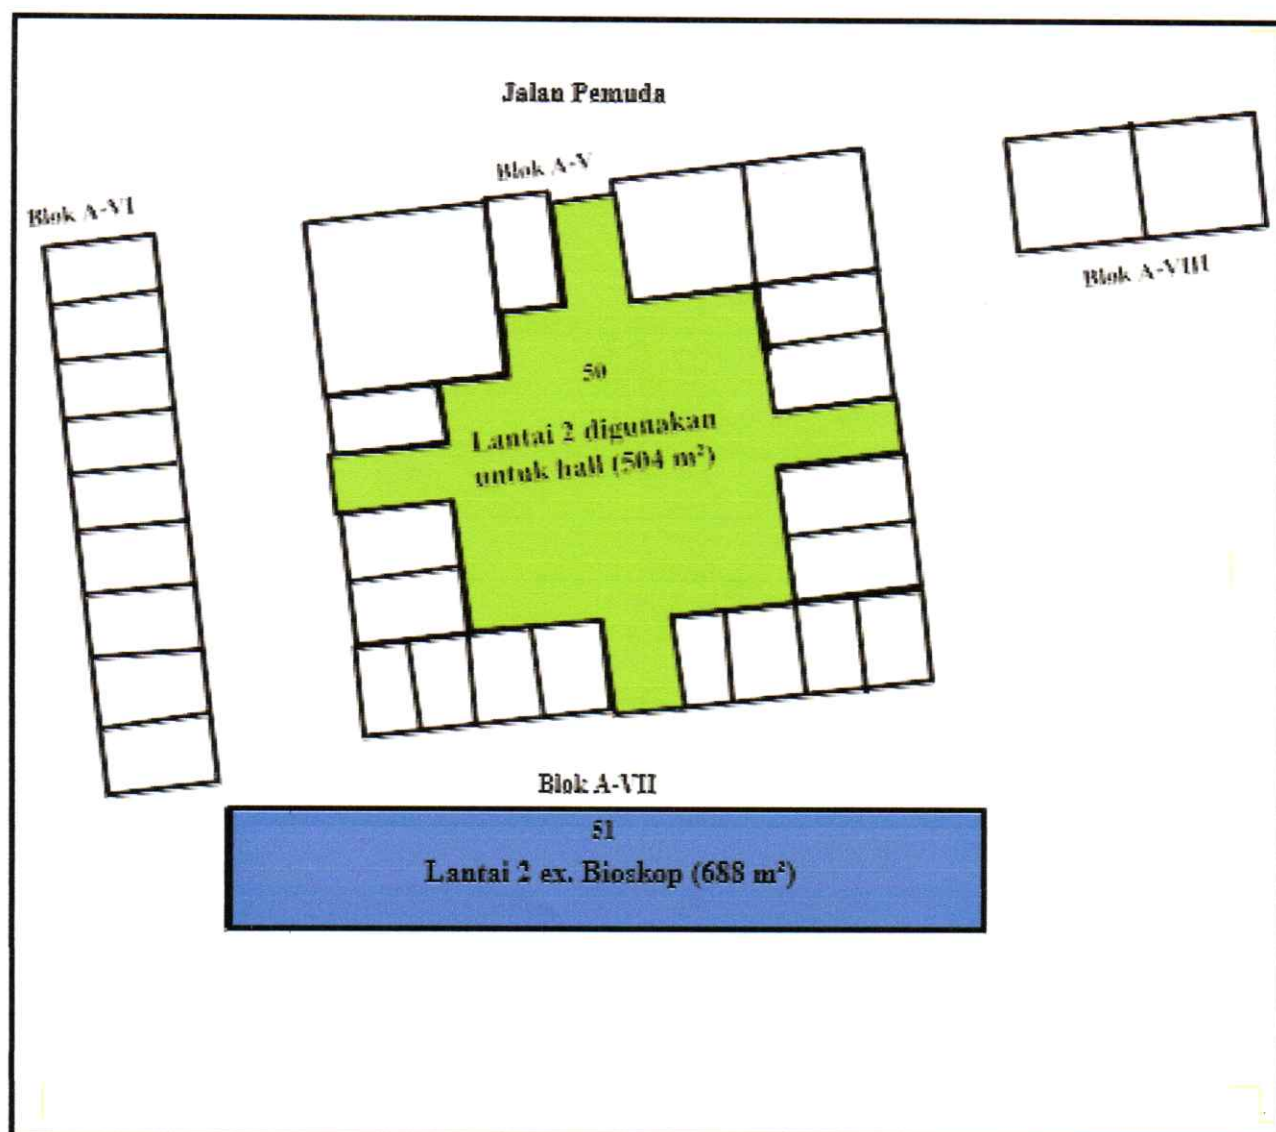 Jalan Pemuda
Blok A-V
Blok A-VI
Blok A-VIII
50
Lantai 2 digunakan
untuk hall (504 m²)
Blok A-VII
51
Lantai 2 ex. Bioskop (688 m²)